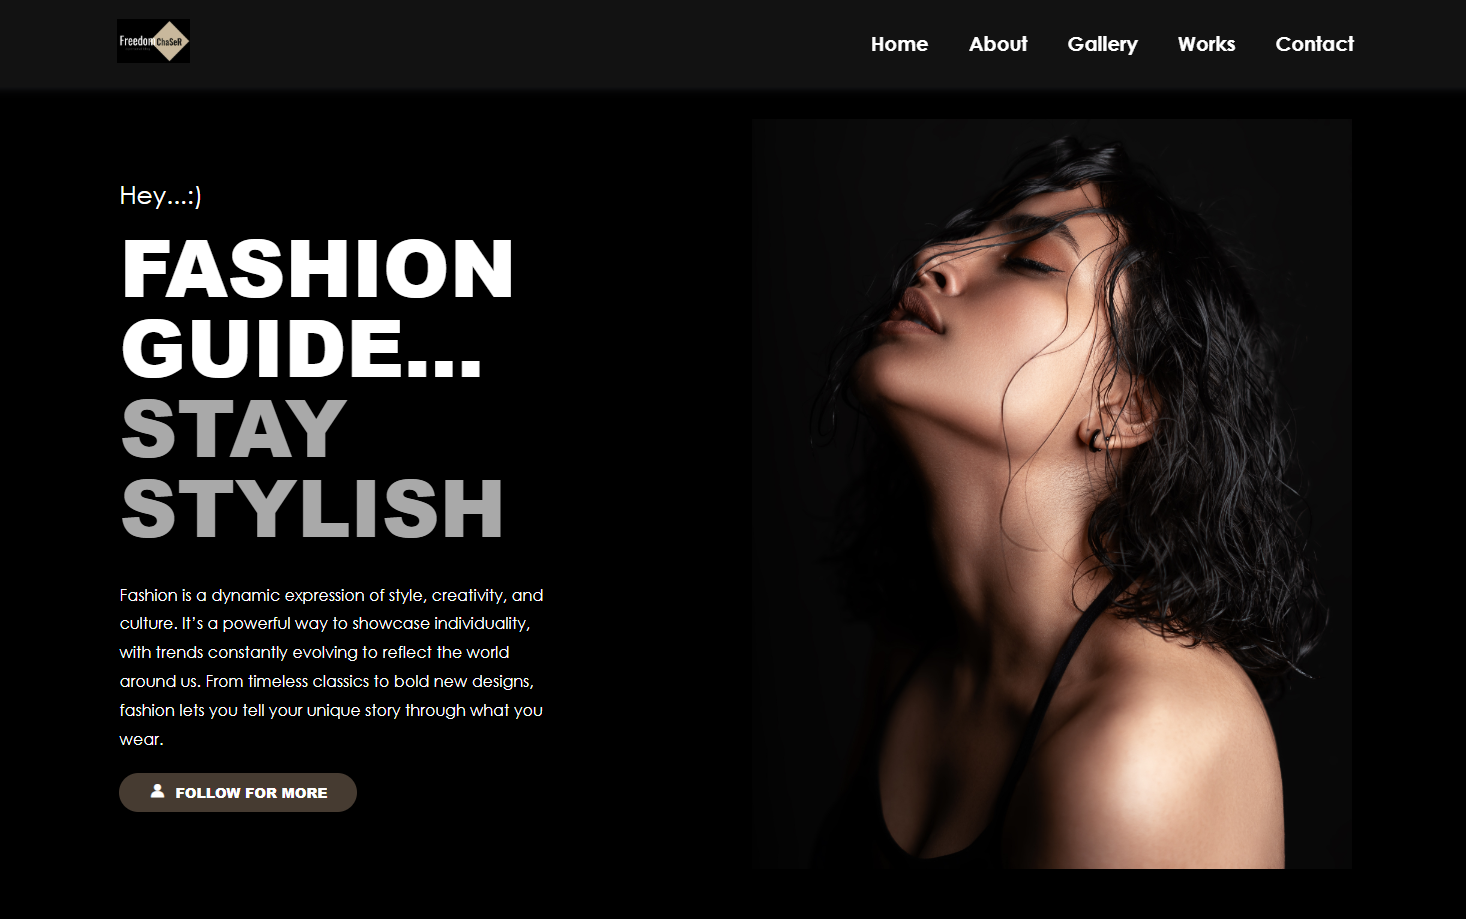 Freedom ChaSeR
Home About Gallery Works Contact
Hey...:)
FASHION
GUIDE...
STAY
STYLISH
Fashion is a dynamic expression of style, creativity, and
culture. It’s a powerful way to showcase individuality,
with trends constantly evolving to reflect the world
around us. From timeless classics to bold new designs,
fashion lets you tell your unique story through what you
wear.
FOLLOW FOR MORE